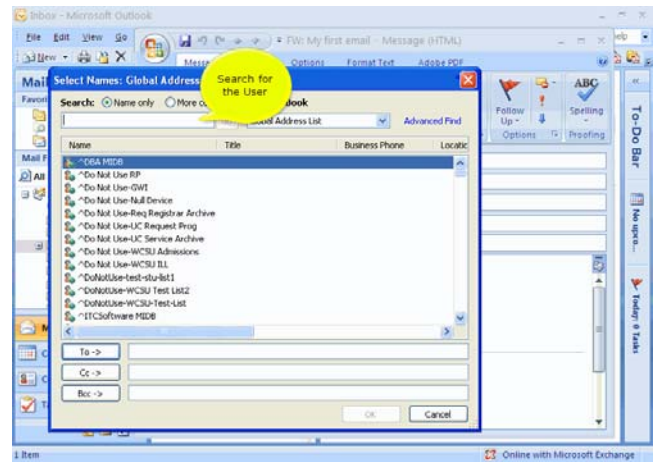 Inbox - Microsoft Outlook
File Edit View Go
FW: My first email - Message (HTML)
New
Options Format Text Adobe PDF
Select Names: Global Address
Search for
the User
Search: Name only
Global Address List
Advanced Find
Name Title Business Phone Locatic
^DBA MIDB
^Do Not Use RP
^Do Not Use-GWI
^Do Not Use-Null Device
^Do Not Use-Req Registrar Archive
^Do Not Use-UC Request Prog
^Do Not Use-UC Service Archive
^Do Not Use-WCSU Admissions
^Do Not Use-WCSU ILL
^DoNotUse-test-stu-list1
^DoNotUse-WCSU Test List2
^DoNotUse-WCSU-Test-List
^ITCSoftware MIDB
To ->
Cc ->
Bcc ->
OK Cancel
Follow
Up
Options
ABC
Spelling
Proofing
To-Do Bar
No upco...
Today: 0 Tasks
1 Item
Online with Microsoft Exchange